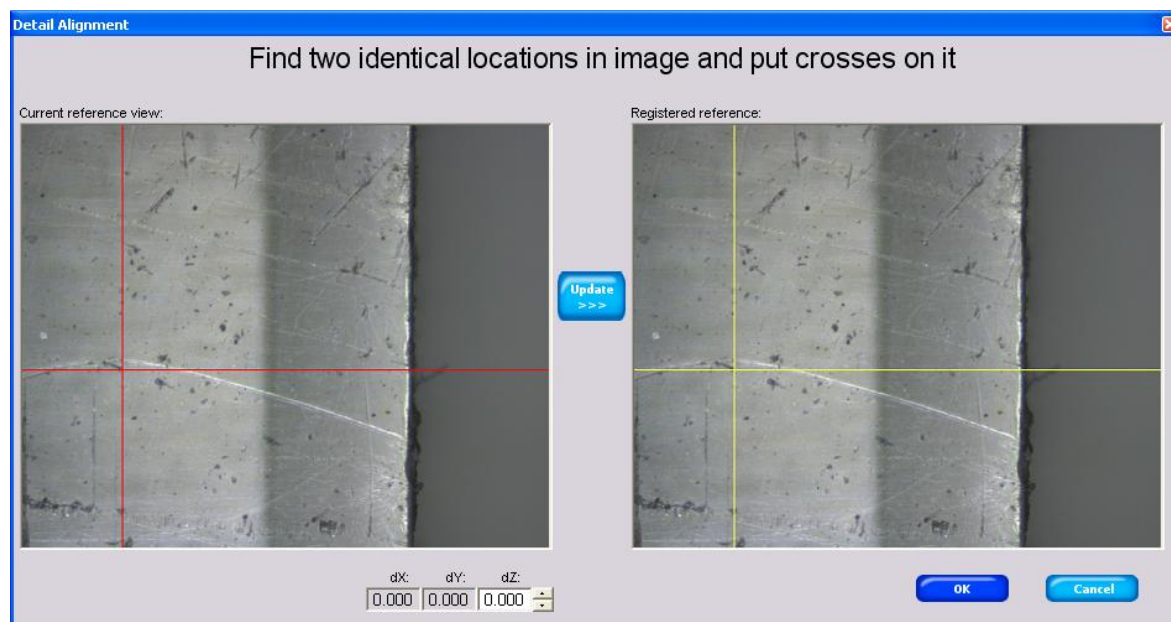 Detail Alignment
Find two identical locations in image and put crosses on it
Current reference view:
Registered reference:
Update
>>>
dX: dY: dZ:
0.000 0.000 0.000
OK
Cancel